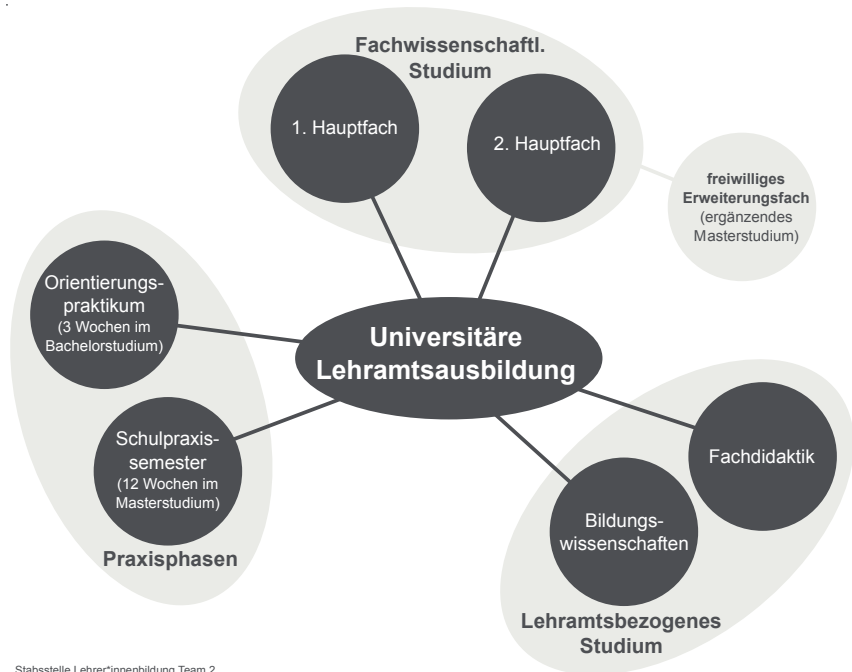 Fachwissenschaftl.
Studium
1. Hauptfach
2. Hauptfach
freiwilliges
Erweiterungsfach
(ergänzendes
Masterstudium)
Orientierungs-
praktikum
(3 Wochen im
Bachelorstudium)
Universitäre
Lehramtsausbildung
Schulpraxis-
semester
(12 Wochen im
Masterstudium)
Praxisphasen
Fachdidaktik
Bildungs-
wissenschaften
Lehramtsbezogenes
Studium
Stabsstelle Lehrer*innenbildung Team 2